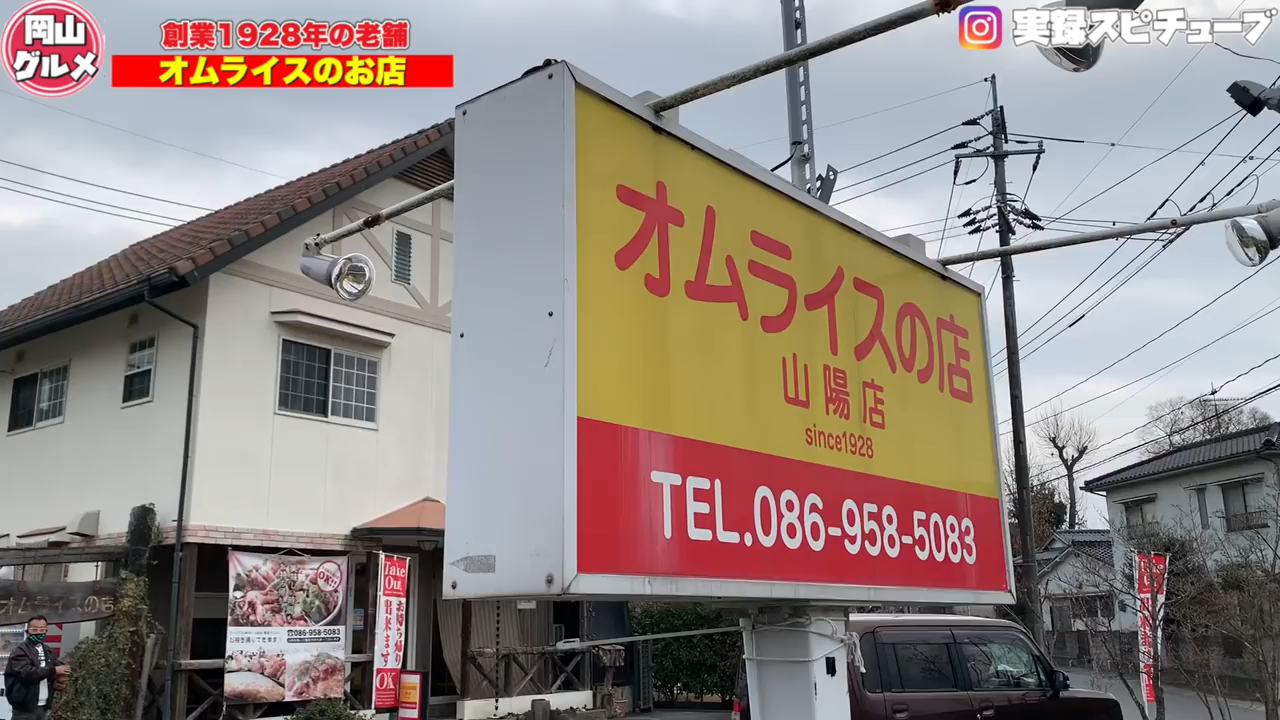 岡山
グルメ
創業1928年の老舗
オムライスのお店
実録スピチューブ
オムライスの店
山陽店
since1928
TEL.086-958-5083
オムライスの店
OK!!
☎086-958-5083
Take
Out
お持ち帰り
出来ます
OK